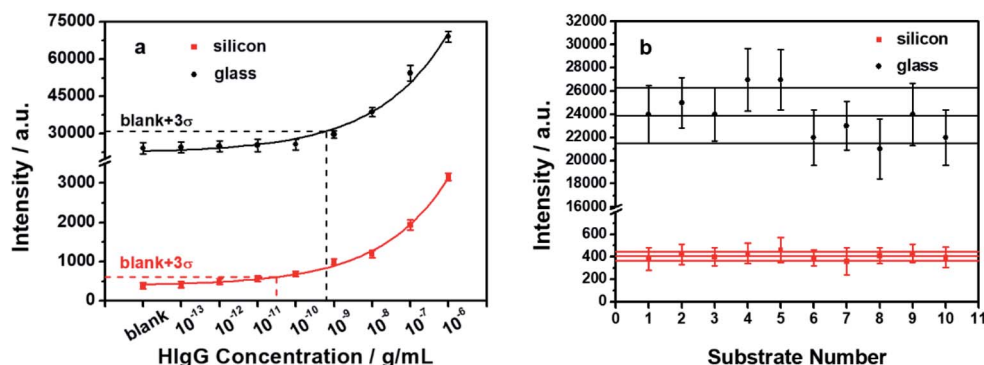 a
silicon
glass
blank+3σ
blank+3σ
75000
60000
45000
30000
3000
2000
1000
0
Intensity / a.u.
blank
10⁻¹³
10⁻¹²
10⁻¹¹
10⁻¹⁰
10⁻⁹
10⁻⁸
10⁻⁷
10⁻⁶
HIgG Concentration / g/mL
b
silicon
glass
32000
30000
28000
26000
24000
22000
20000
18000
16000
800
600
400
200
0
Intensity / a.u.
0 1 2 3 4 5 6 7 8 9 10 11
Substrate Number